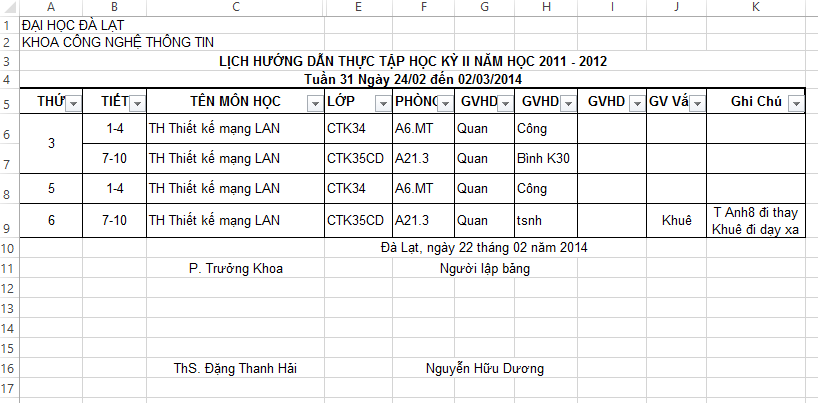 A B C E F G H I J K
1 ĐẠI HỌC ĐÀ LẠT
2 KHOA CÔNG NGHỆ THÔNG TIN
3 LỊCH HƯỚNG DẪN THỰC TẬP HỌC KỲ II NĂM HỌC 2011 - 2012
4 Tuần 31 Ngày 24/02 đến 02/03/2014
5 THỨ TIẾT TÊN MÔN HỌC LỚP PHÒNG GVHD GVHD GVHD GV Vắ Ghi Chú
6 3 1-4 TH Thiết kế mạng LAN CTK34 A6.MT Quan Công
7 7-10 TH Thiết kế mạng LAN CTK35CD A21.3 Quan Bình K30
8 5 1-4 TH Thiết kế mạng LAN CTK34 A6.MT Quan Công
9 6 7-10 TH Thiết kế mạng LAN CTK35CD A21.3 Quan tsnh Khuê T Anh8 đi thay
Khuê đi dạy xa
10 Đà Lạt, ngày 22 tháng 02 năm 2014
11 P. Trưởng Khoa Người lập bảng
12
13
14
15
16 ThS. Đặng Thanh Hải Nguyễn Hữu Dương
17